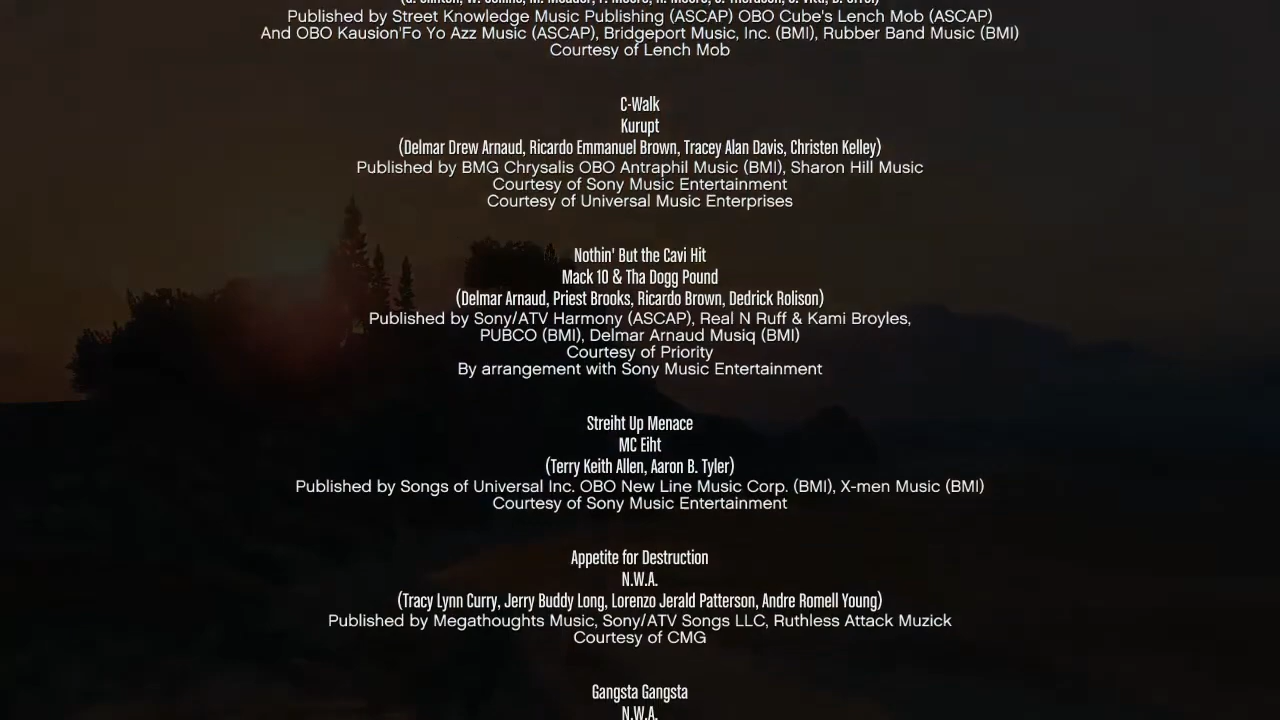 Published by Street Knowledge Music Publishing (ASCAP) OBO Cube's Lench Mob (ASCAP)
And OBO Kausion'Fo Yo Azz Music (ASCAP), Bridgeport Music, Inc. (BMI), Rubber Band Music (BMI)
Courtesy of Lench Mob
C-Walk
Kurupt
(Delmar Drew Arnaud, Ricardo Emmanuel Brown, Tracey Alan Davis, Christen Kelley)
Published by BMG Chrysalis OBO Antraphil Music (BMI), Sharon Hill Music
Courtesy of Sony Music Entertainment
Courtesy of Universal Music Enterprises
Nothin' But the Cavi Hit
Mack 10 & Tha Dogg Pound
(Delmar Arnaud, Priest Brooks, Ricardo Brown, Dedrick Rolison)
Published by Sony/ATV Harmony (ASCAP), Real N Ruff & Kami Broyles,
PUBCO (BMI), Delmar Arnaud Musiq (BMI)
Courtesy of Priority
By arrangement with Sony Music Entertainment
Streiht Up Menace
MC Eiht
(Terry Keith Allen, Aaron B. Tyler)
Published by Songs of Universal Inc. OBO New Line Music Corp. (BMI), X-men Music (BMI)
Courtesy of Sony Music Entertainment
Appetite for Destruction
N.W.A.
(Tracy Lynn Curry, Jerry Buddy Long, Lorenzo Jerald Patterson, Andre Romell Young)
Published by Megathoughts Music, Sony/ATV Songs LLC, Ruthless Attack Muzick
Courtesy of CMG
Gangsta Gangsta
N.W.A.